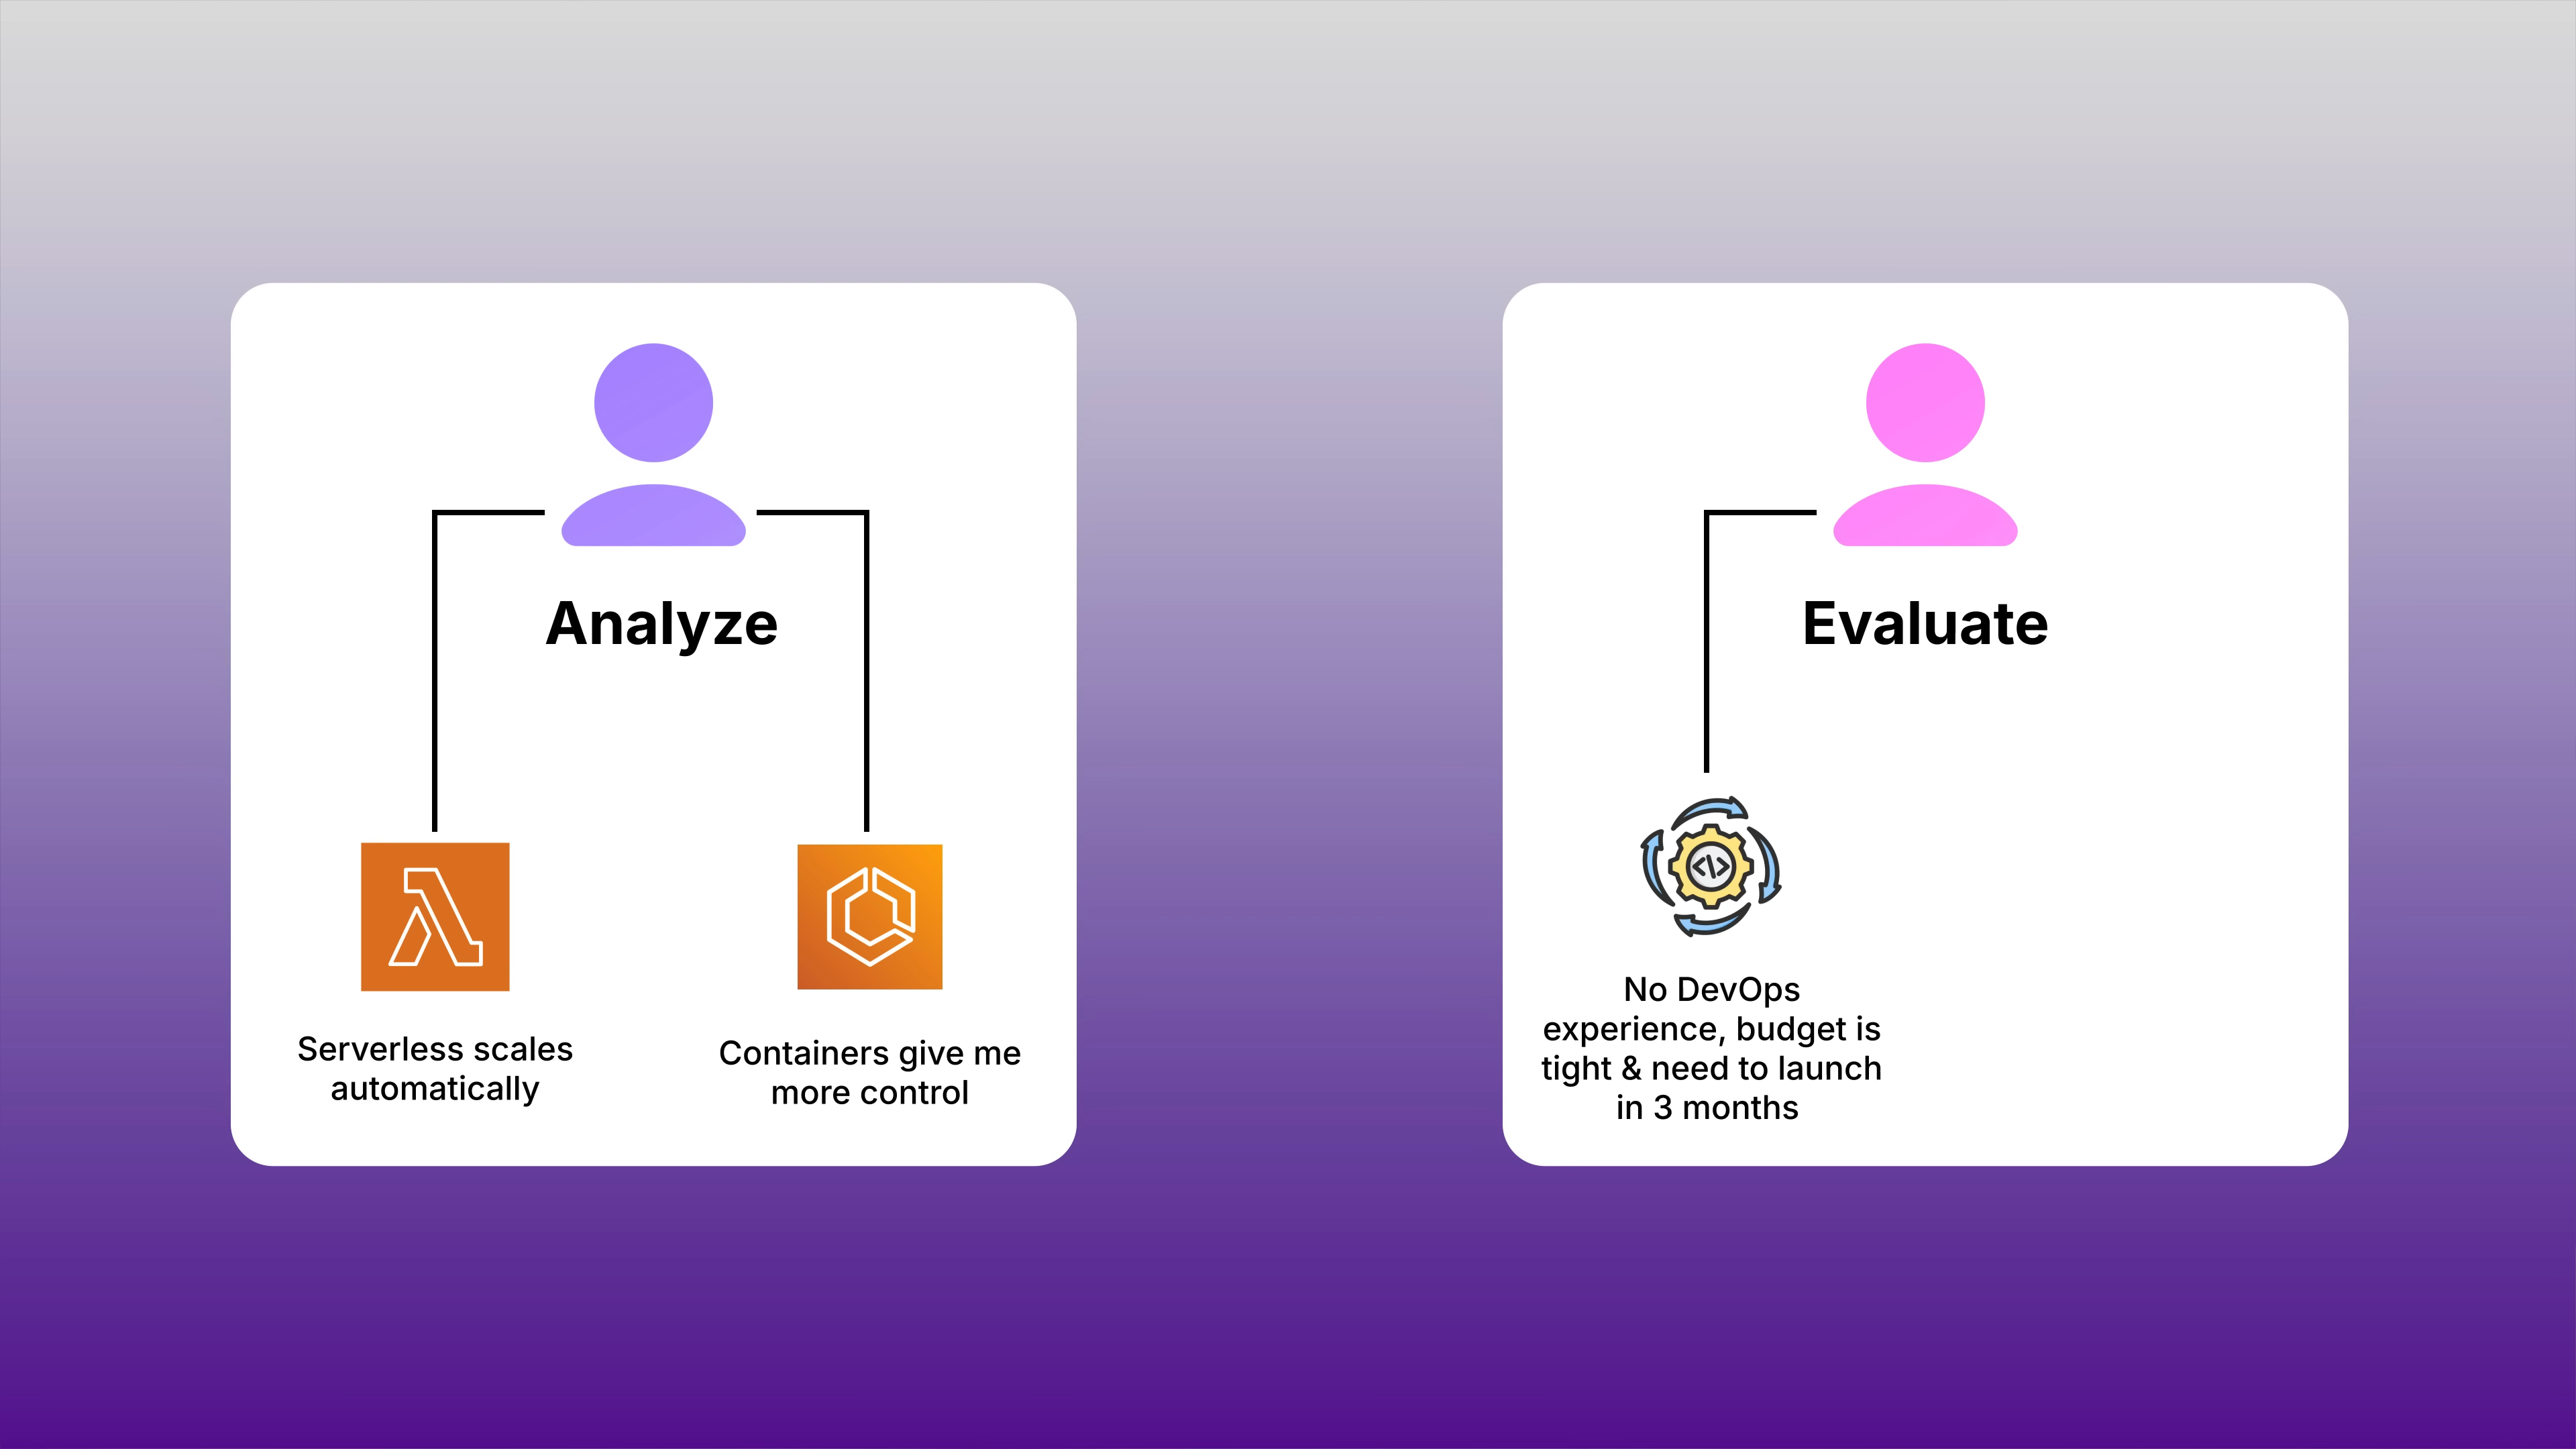 Analyze
Serverless scales
automatically
Containers give me
more control
Evaluate
</>
No DevOps
experience, budget is
tight & need to launch
in 3 months